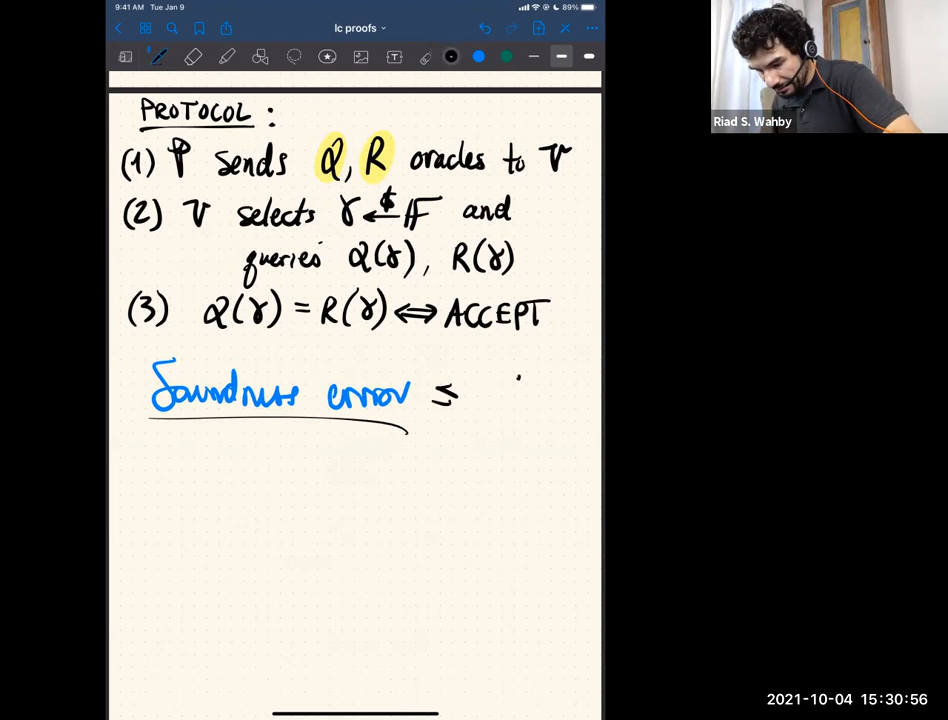 9:41 AM Tue Jan 9
89%
lc proofs
PROTOCOL:
(1) P sends Q, R oracles to V
(2) V selects γ ←$ F and
queries Q(γ), R(γ)
(3) Q(γ) = R(γ) ⟺ ACCEPT
Soundness error ≤
Riad S. Wahby
2021-10-04 15:30:56